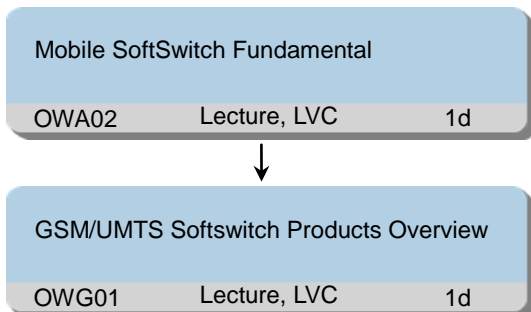 Mobile SoftSwitch Fundamental
OWA02 Lecture, LVC 1d
GSM/UMTS Softswitch Products Overview
OWG01 Lecture, LVC 1d